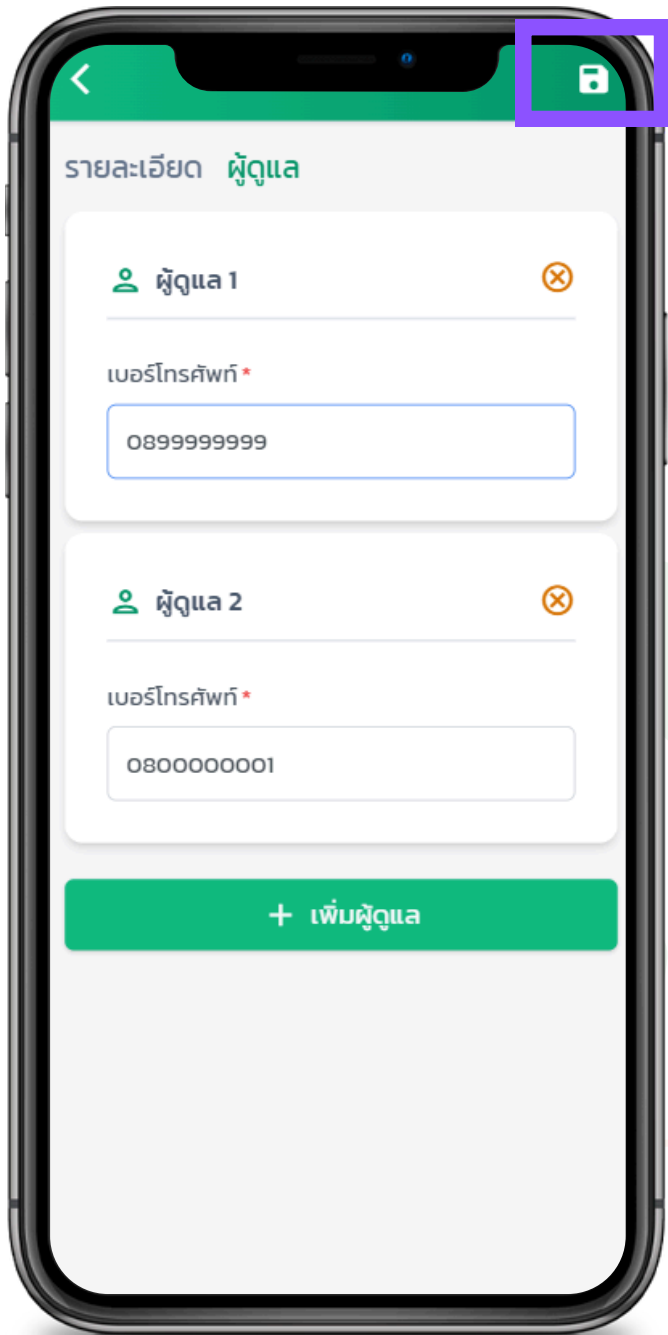 รายละเอียด ผู้ดูแล
ผู้ดูแล 1
เบอร์โทรศัพท์ *
0899999999
ผู้ดูแล 2
เบอร์โทรศัพท์ *
0800000001
+ เพิ่มผู้ดูแล